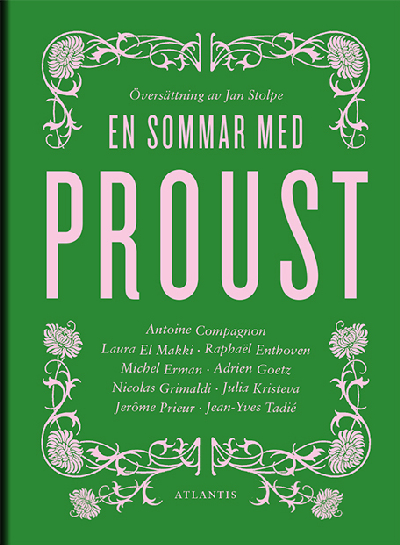 Översättning av Jan Stolpe
EN SOMMAR MED
PROUST
Antoine Compagnon
Laura El Makki · Raphaël Enthoven
Michel Erman · Adrien Goetz
Nicolas Grimaldi · Julia Kristeva
Jérôme Prieur · Jean-Yves Tadié
ATLANTIS